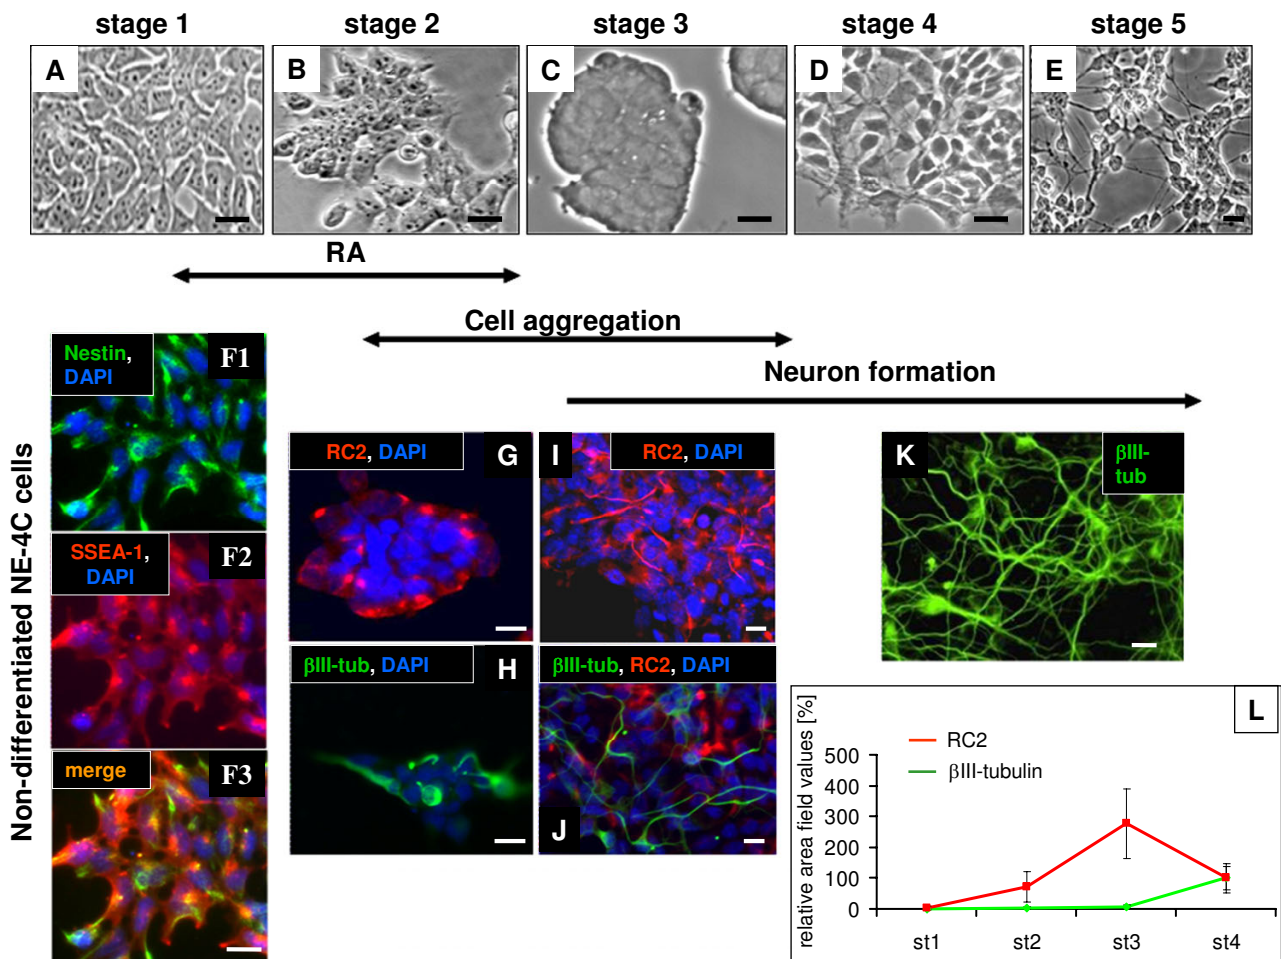 stage 1
stage 2
stage 3
stage 4
stage 5
A
B
C
D
E
RA
Cell aggregation
Neuron formation
Non-differentiated NE-4C cells
Nestin,
DAPI
F1
SSEA-1,
DAPI
F2
merge
F3
RC2, DAPI
G
βIII-tub, DAPI
H
I
RC2, DAPI
βIII-tub, RC2, DAPI
J
K
βIII-
tub
L
relative area field values [%]
RC2
βIII-tubulin
500
400
300
200
100
0
st1
st2
st3
st4